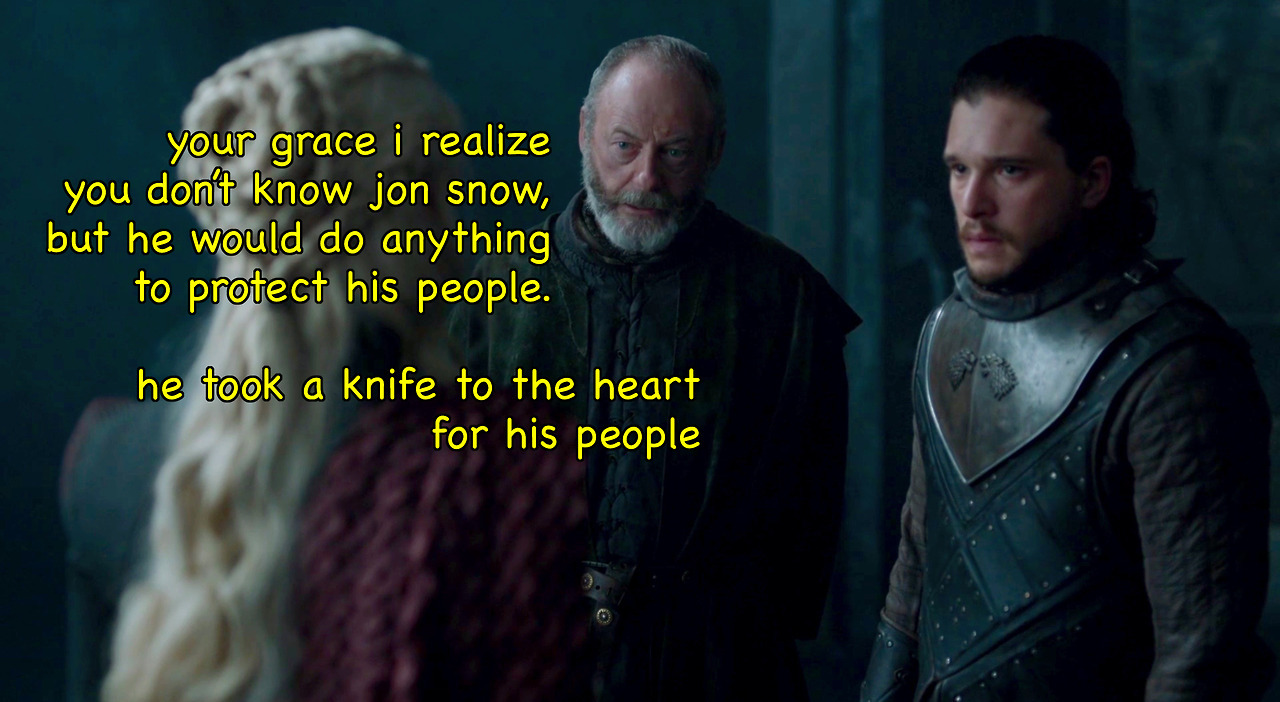 your grace i realize
you don't know jon snow,
but he would do anything
to protect his people.
he took a knife to the heart
for his people